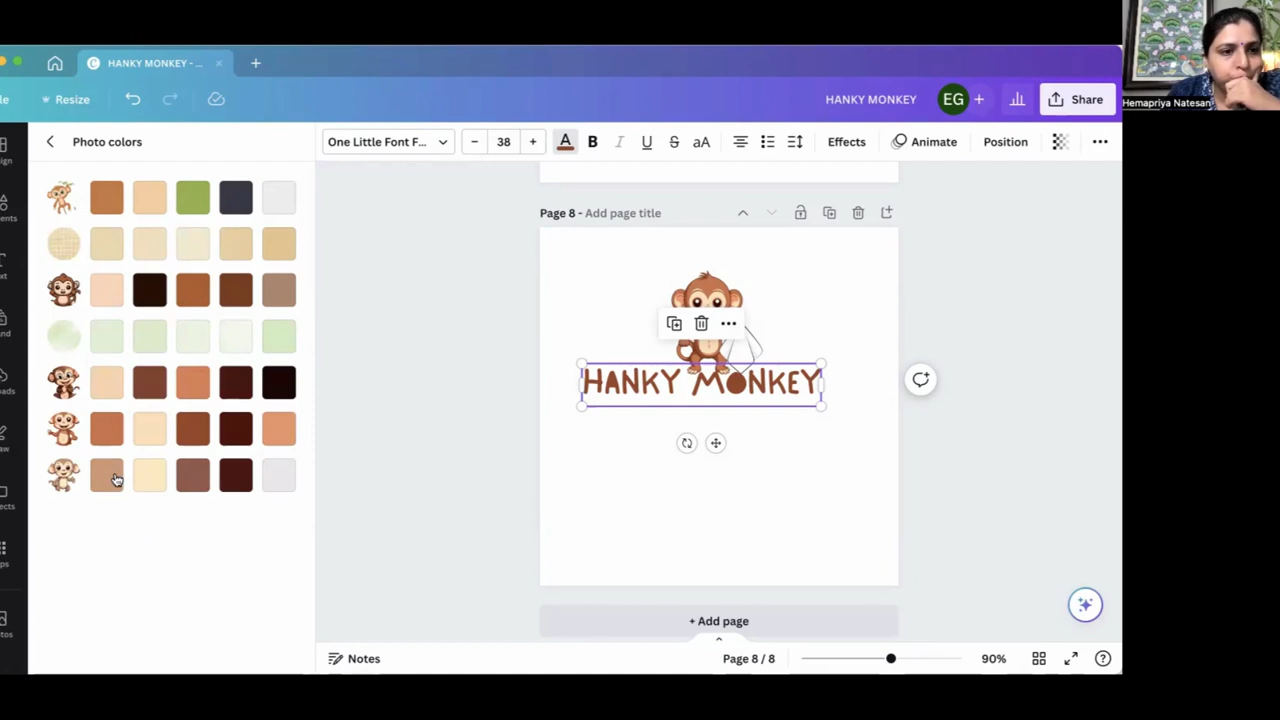 HANKY MONKEY - ...
Resize
HANKY MONKEY
EG
Share
Hemapriya Natesan
Photo colors
One Little Font F...
38
A
B
I
U
S
aA
Effects
Animate
Position
Page 8 - Add page title
HANKY MONKEY
+ Add page
Notes
Page 8 / 8
90%